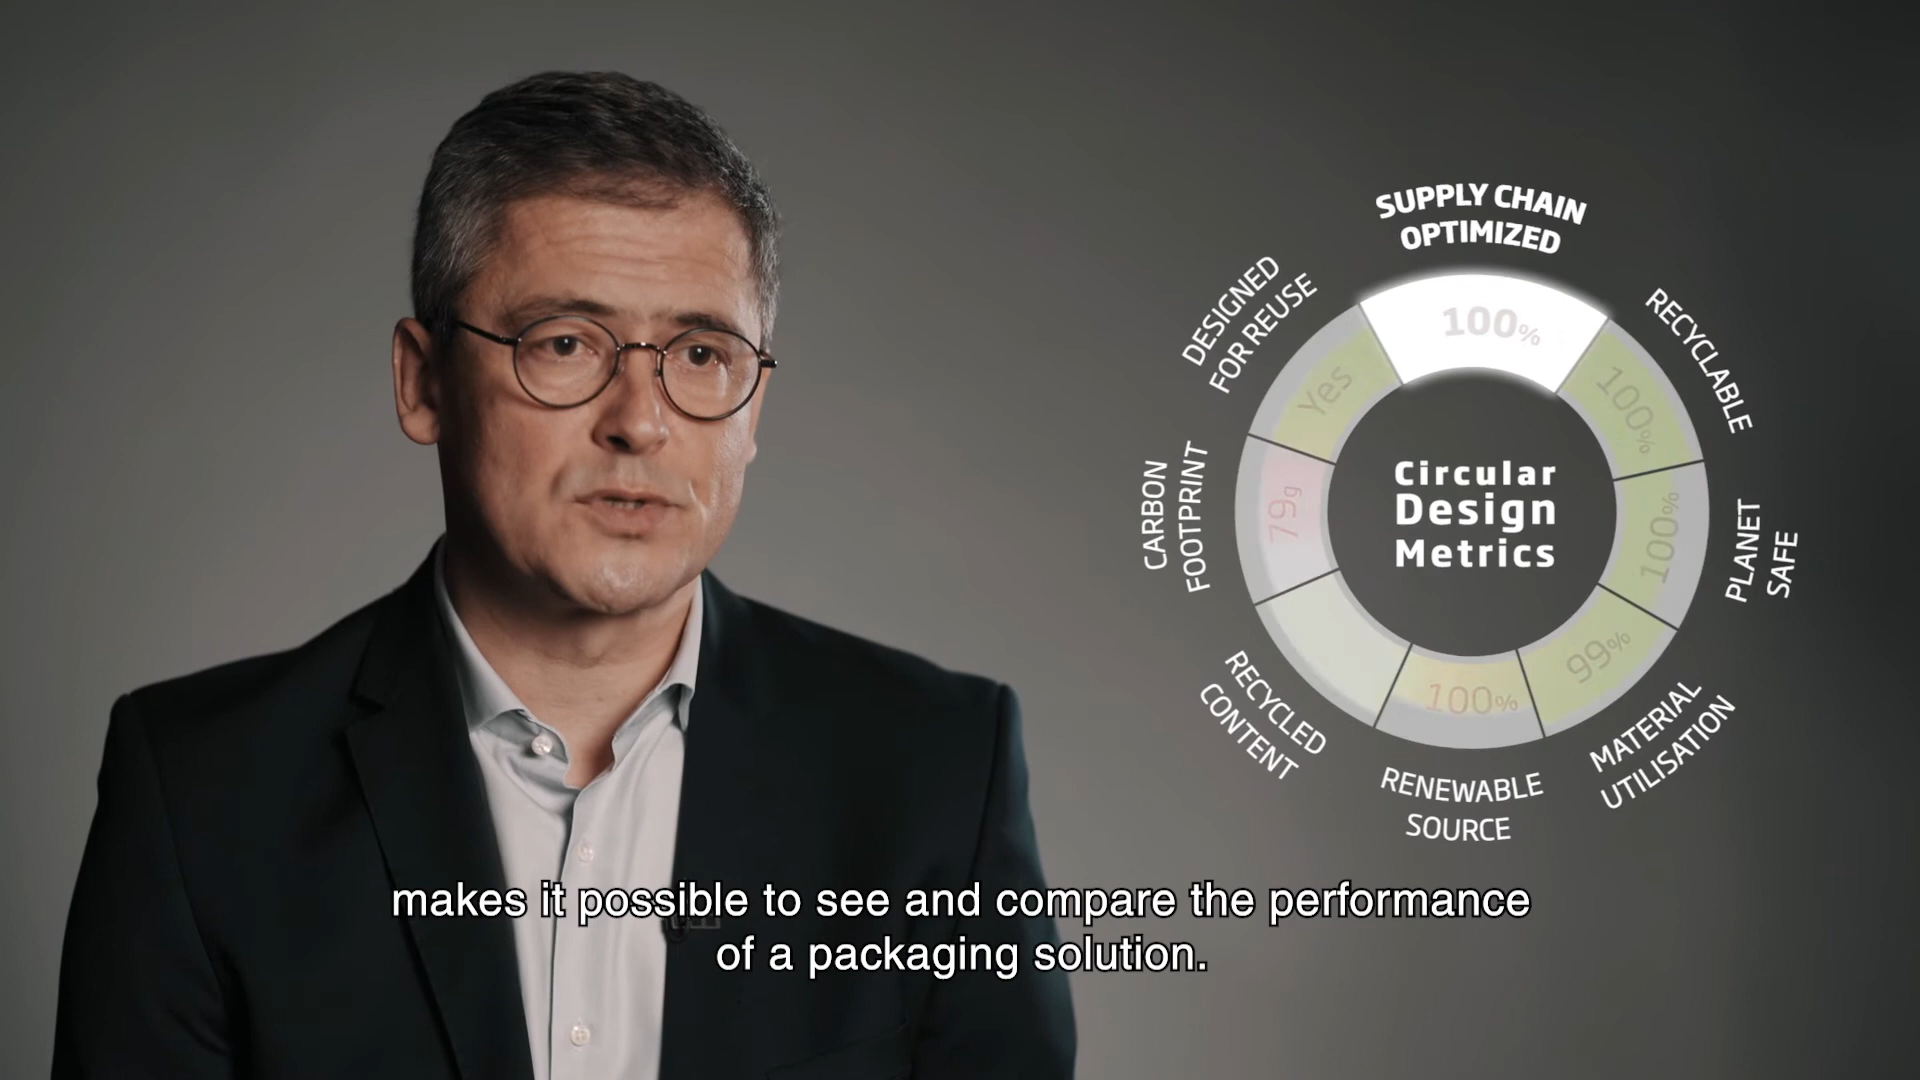 SUPPLY CHAIN
OPTIMIZED
100%
RECYCLABLE
100%
PLANET
SAFE
100%
MATERIAL
UTILISATION
99%
RENEWABLE
SOURCE
100%
RECYCLED
CONTENT
CARBON
FOOTPRINT
79g
DESIGNED
FOR REUSE
Yes
Circular
Design
Metrics
makes it possible to see and compare the performance
of a packaging solution.